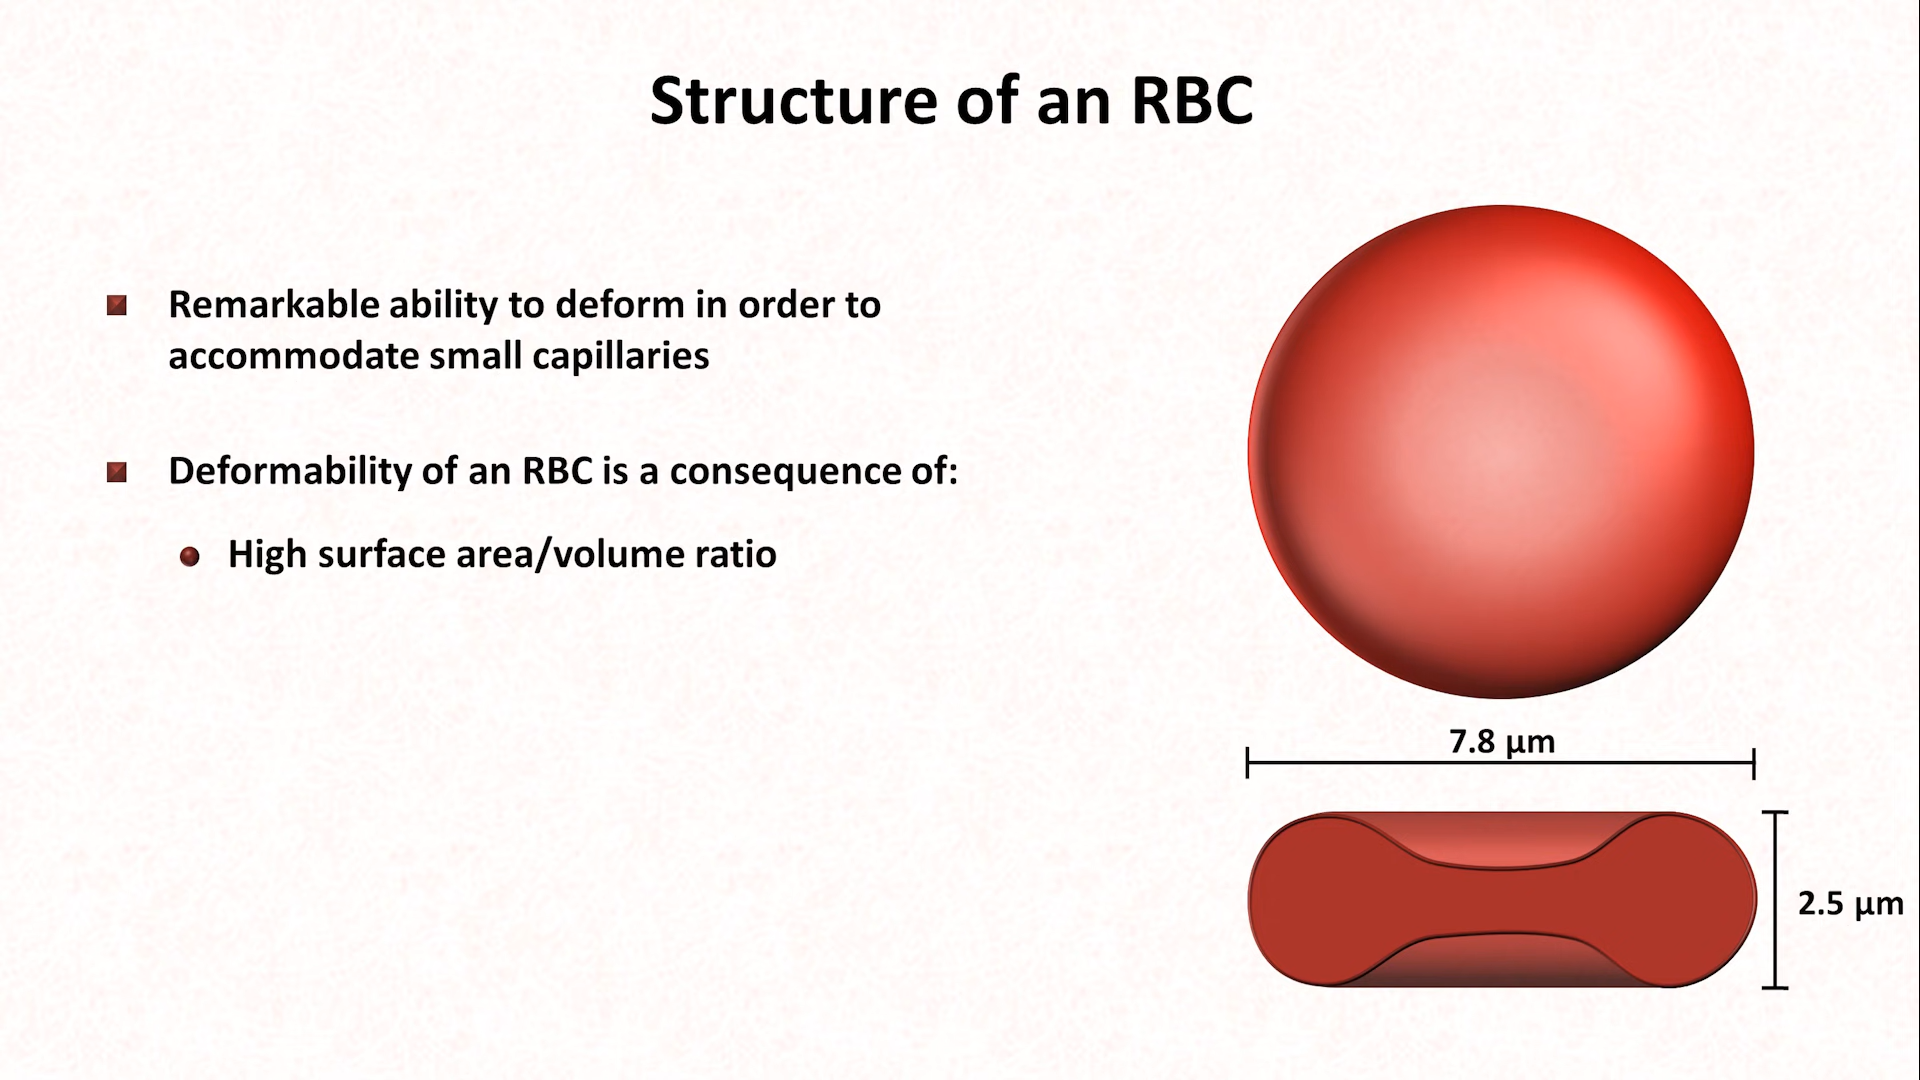 Structure of an RBC
Remarkable ability to deform in order to
accommodate small capillaries
Deformability of an RBC is a consequence of:
High surface area/volume ratio
7.8 µm
2.5 µm